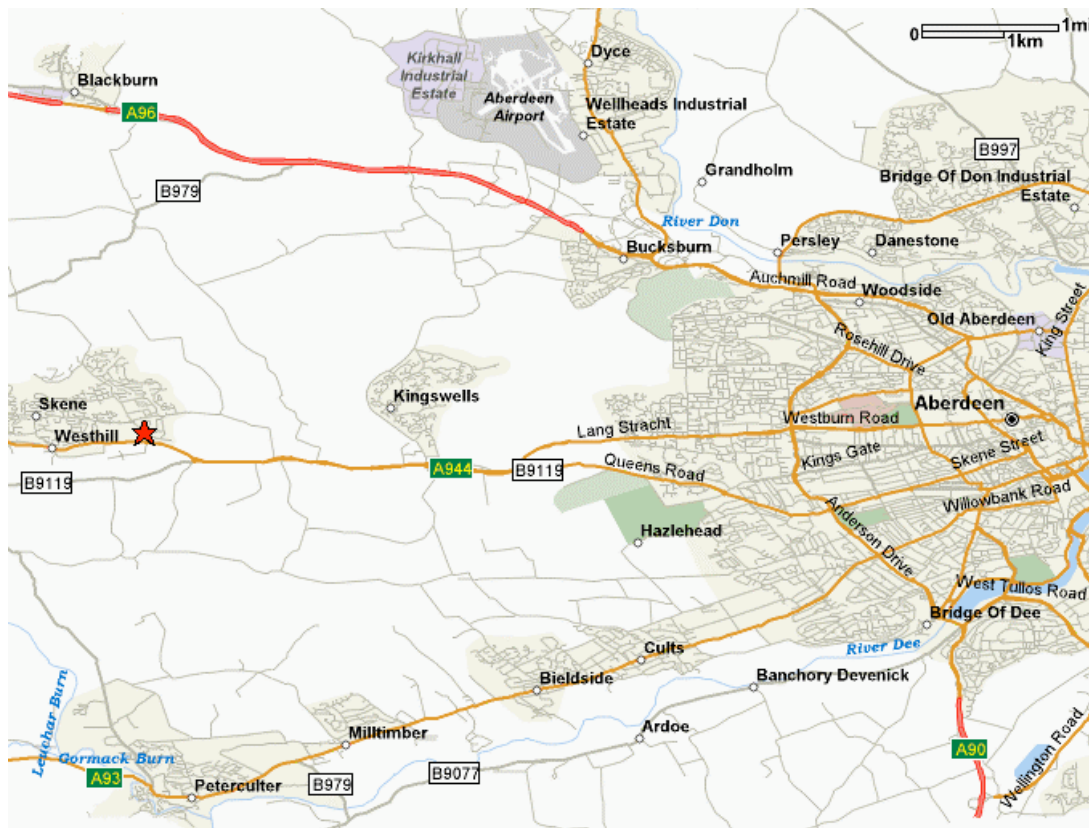 0
1mi
1km
Dyce
Kirkhall
Industrial
Estate
Blackburn
Aberdeen
Airport
Wellheads Industrial
Estate
A96
B997
Grandholm
Bridge Of Don Industrial
Estate
B979
River Don
Bucksburn
Persley
Danestone
Auchmill Road
Woodside
Old Aberdeen
King Street
Rosehill Drive
Skene
Kingswells
Aberdeen
Westburn Road
Lang Stracht
Westhill
Kings Gate
Skene Street
B9119
A944
B9119
Queens Road
Willowbank Road
Hazlehead
Anderson Drive
West Tullos Road
Bridge Of Dee
River Dee
Cults
Bieldside
Banchory Devenick
Leuchar Burn
Milltimber
Ardoe
Wellington Road
Gormack Burn
A93
B9077
A90
Peterculter
B979